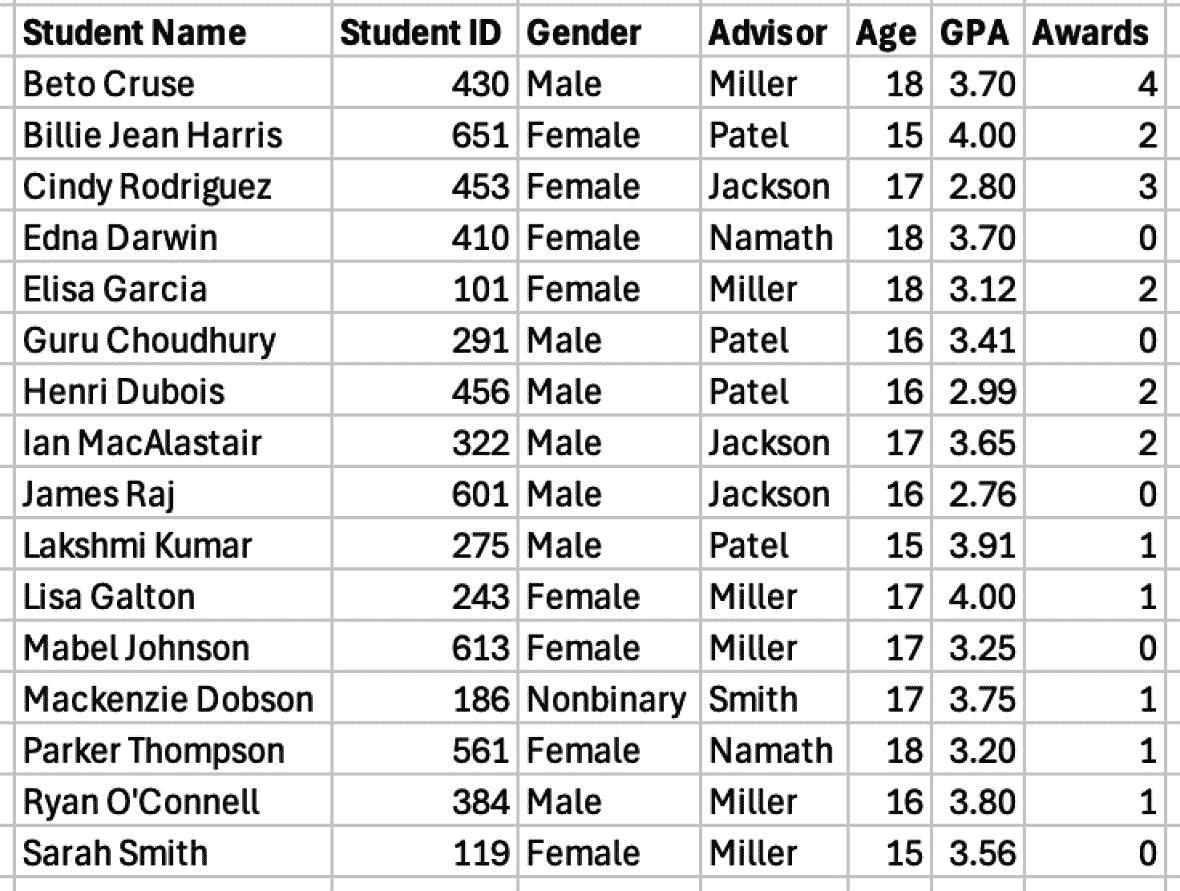 Student Name Student ID Gender Advisor Age GPA Awards
Beto Cruse 430 Male Miller 18 3.70 4
Billie Jean Harris 651 Female Patel 15 4.00 2
Cindy Rodriguez 453 Female Jackson 17 2.80 3
Edna Darwin 410 Female Namath 18 3.70 0
Elisa Garcia 101 Female Miller 18 3.12 2
Guru Choudhury 291 Male Patel 16 3.41 0
Henri Dubois 456 Male Patel 16 2.99 2
Ian MacAlastair 322 Male Jackson 17 3.65 2
James Raj 601 Male Jackson 16 2.76 0
Lakshmi Kumar 275 Male Patel 15 3.91 1
Lisa Galton 243 Female Miller 17 4.00 1
Mabel Johnson 613 Female Miller 17 3.25 0
Mackenzie Dobson 186 Nonbinary Smith 17 3.75 1
Parker Thompson 561 Female Namath 18 3.20 1
Ryan O'Connell 384 Male Miller 16 3.80 1
Sarah Smith 119 Female Miller 15 3.56 0